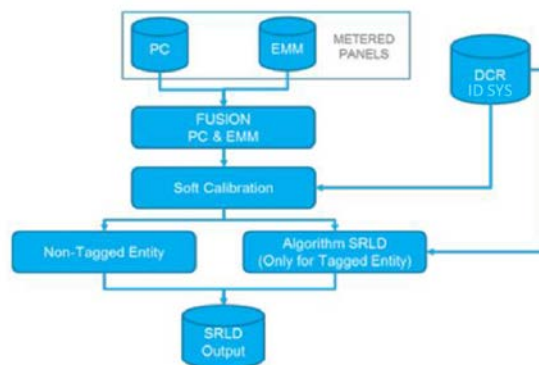 PC
EMM
METERED
PANELS
DCR
ID SYS
FUSION
PC & EMM
Soft Calibration
Non-Tagged Entity
Algorithm SRLD
(Only for Tagged Entity)
SRLD
Output